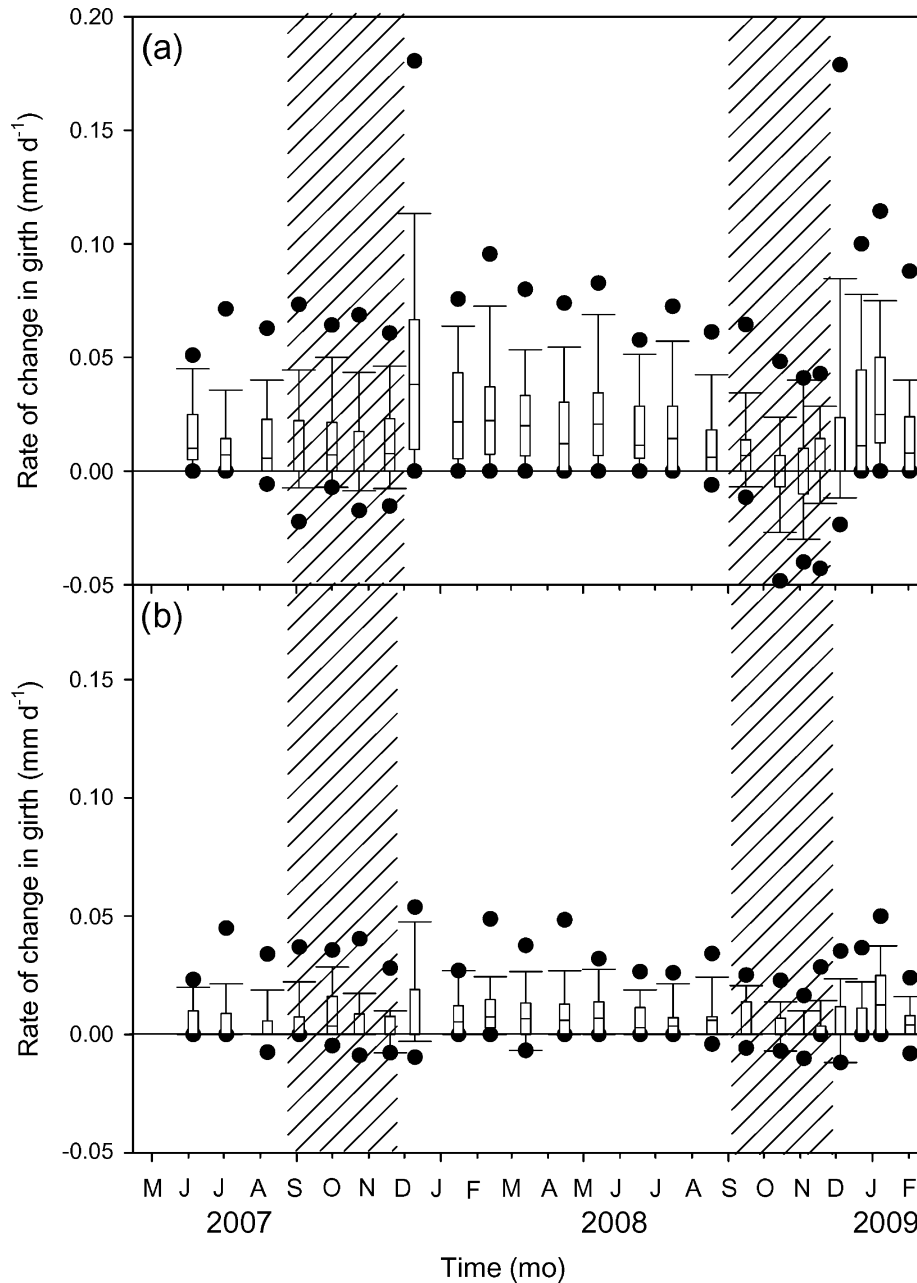 (a)
0.20
0.15
0.10
0.05
0.00
-0.05
Rate of change in girth (mm d⁻¹)
(b)
0.15
0.10
0.05
0.00
-0.05
Rate of change in girth (mm d⁻¹)
M J J A S O N D J F M A M J J A S O N D J F
2007 2008 2009
Time (mo)